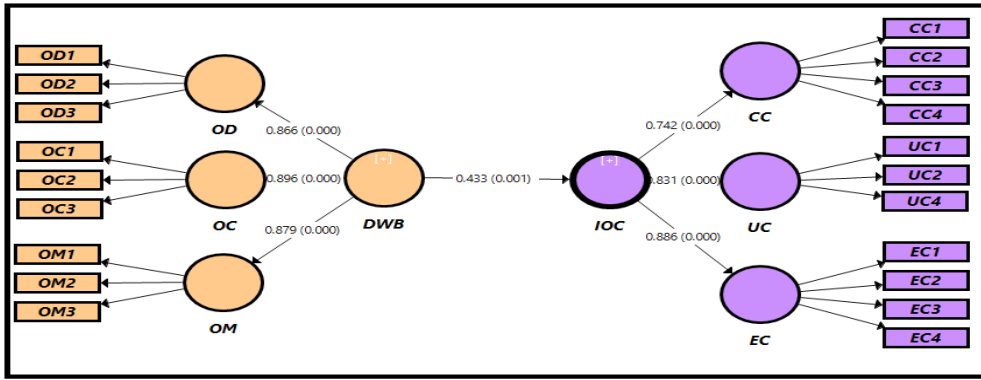 OD1
OD2
OD3
OD
0.866 (0.000)
OC1
OC2
OC3
OC
0.896 (0.000)
[+]
DWB
0.879 (0.000)
OM1
OM2
OM3
OM
0.433 (0.001)
[+]
IOC
0.742 (0.000)
CC
CC1
CC2
CC3
CC4
0.831 (0.000)
UC
UC1
UC2
UC4
0.886 (0.000)
EC
EC1
EC2
EC3
EC4